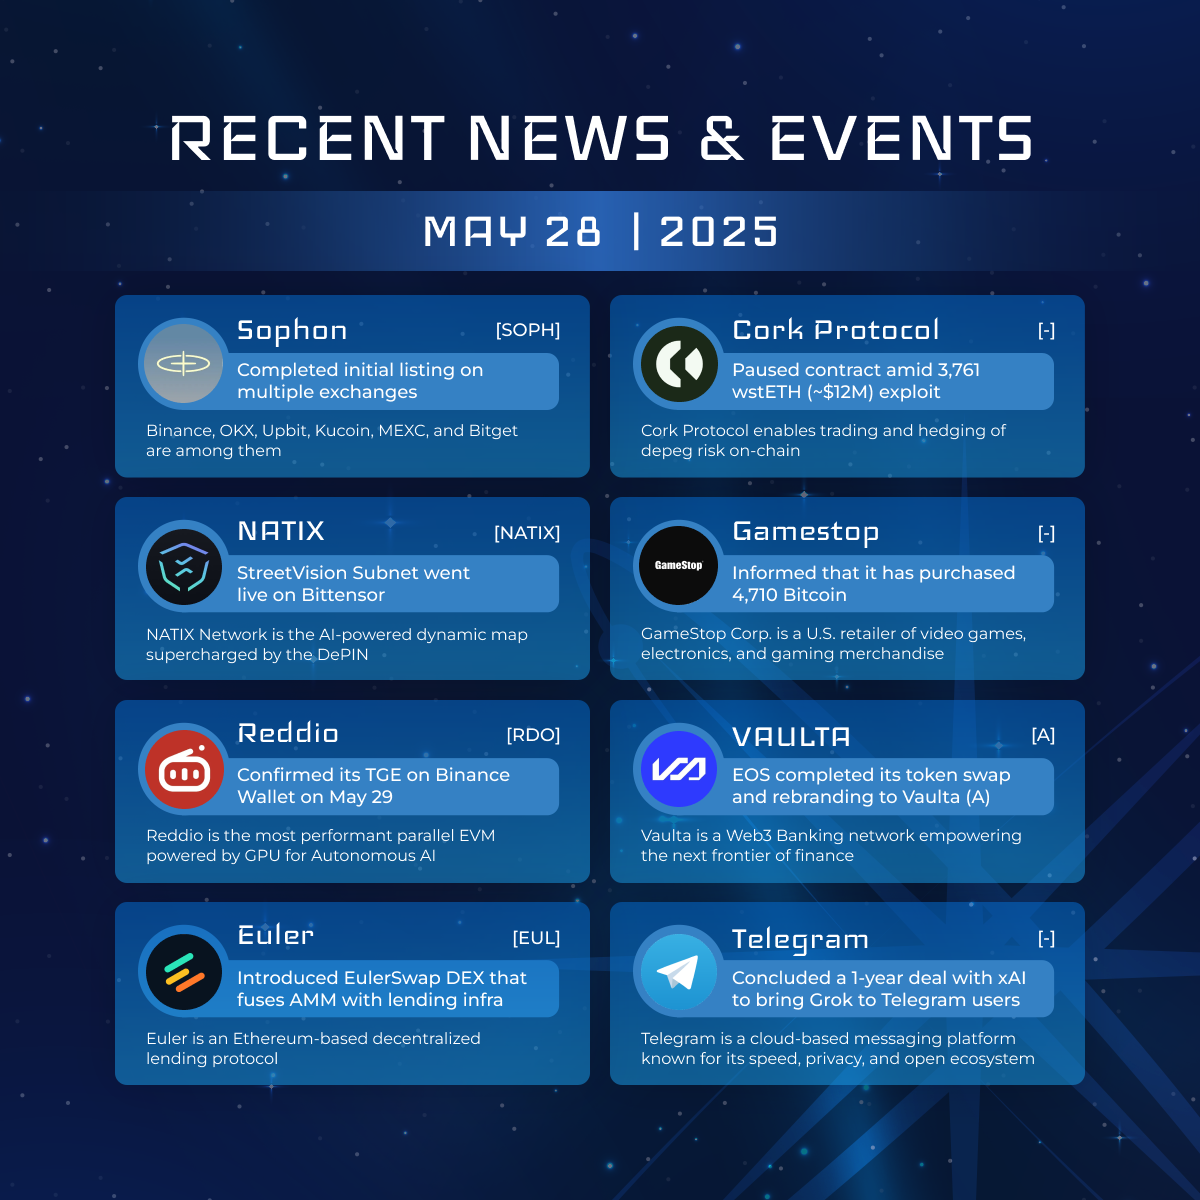 RECENT NEWS & EVENTS
MAY 28 | 2025
Sophon [SOPH]
Completed initial listing on
multiple exchanges
Binance, OKX, Upbit, Kucoin, MEXC, and Bitget
are among them
Cork Protocol [-]
Paused contract amid 3,761
wstETH (~$12M) exploit
Cork Protocol enables trading and hedging of
depeg risk on-chain
NATIX [NATIX]
StreetVision Subnet went
live on Bittensor
NATIX Network is the AI-powered dynamic map
supercharged by the DePIN
Gamestop [-]
GameStop
Informed that it has purchased
4,710 Bitcoin
GameStop Corp. is a U.S. retailer of video games,
electronics, and gaming merchandise
Reddio [RDO]
Confirmed its TGE on Binance
Wallet on May 29
Reddio is the most performant parallel EVM
powered by GPU for Autonomous AI
VAULTA [A]
EOS completed its token swap
and rebranding to Vaulta (A)
Vaulta is a Web3 Banking network empowering
the next frontier of finance
Euler [EUL]
Introduced EulerSwap DEX that
fuses AMM with lending infra
Euler is an Ethereum-based decentralized
lending protocol
Telegram [-]
Concluded a 1-year deal with xAI
to bring Grok to Telegram users
Telegram is a cloud-based messaging platform
known for its speed, privacy, and open ecosystem